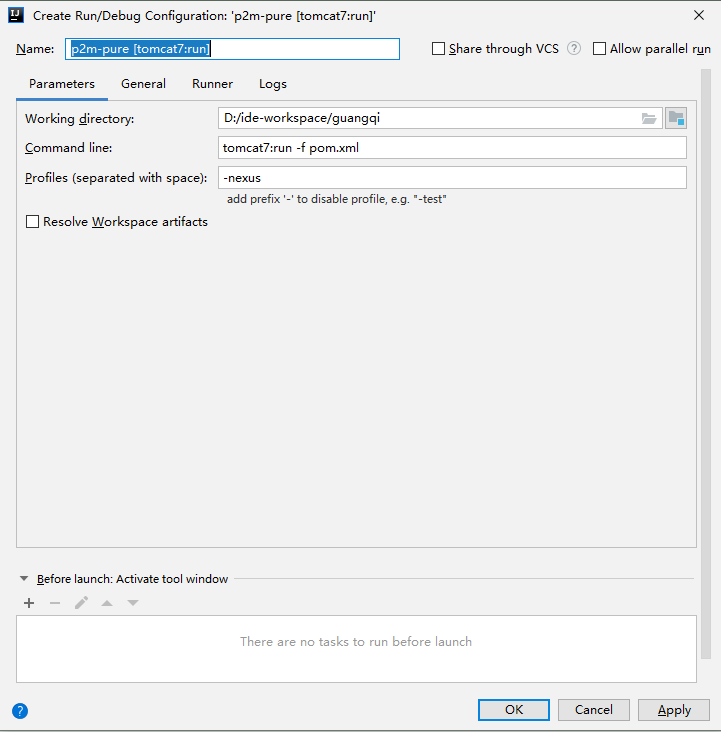 IJ Create Run/Debug Configuration: 'p2m-pure [tomcat7:run]'
Name: p2m-pure [tomcat7:run] Share through VCS ? Allow parallel run
Parameters General Runner Logs
Working directory: D:/ide-workspace/guangqi
Command line: tomcat7:run -f pom.xml
Profiles (separated with space): -nexus
add prefix '-' to disable profile, e.g. "-test"
Resolve Workspace artifacts
Before launch: Activate tool window
There are no tasks to run before launch
? OK Cancel Apply